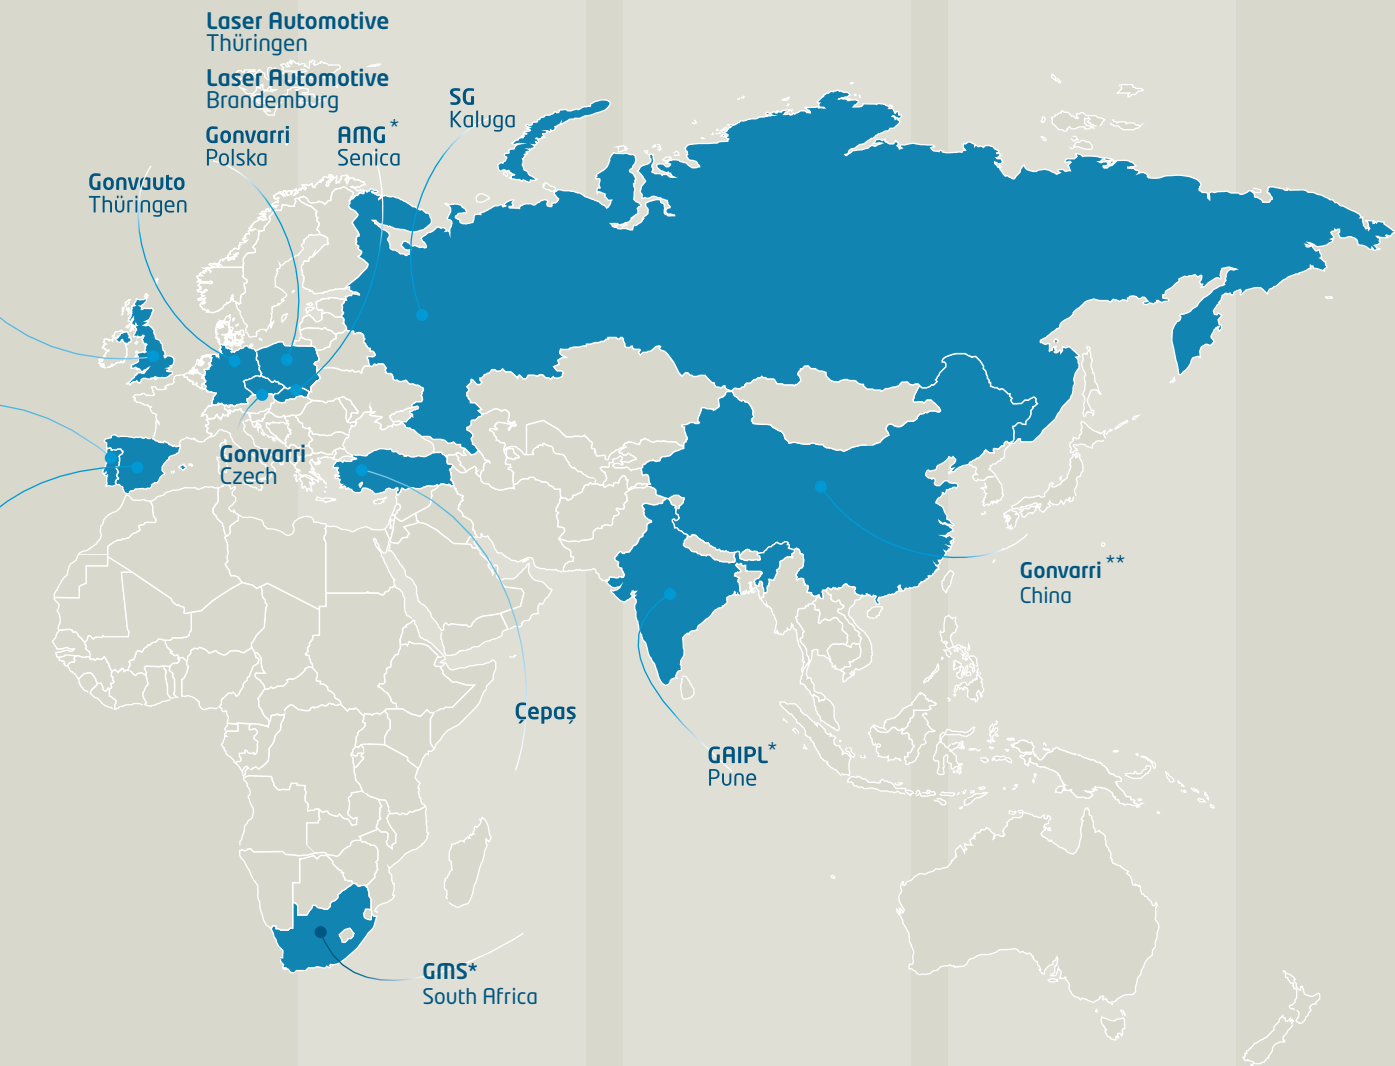 Laser Automotive
Thüringen
Laser Automotive
Brandemburg
Gonvarri
Polska
AMG*
Senica
SG
Kaluga
Gonvauto
Thüringen
Gonvarri
Czech
Gonvarri**
China
Çepaş
GAIPL*
Pune
GMS*
South Africa